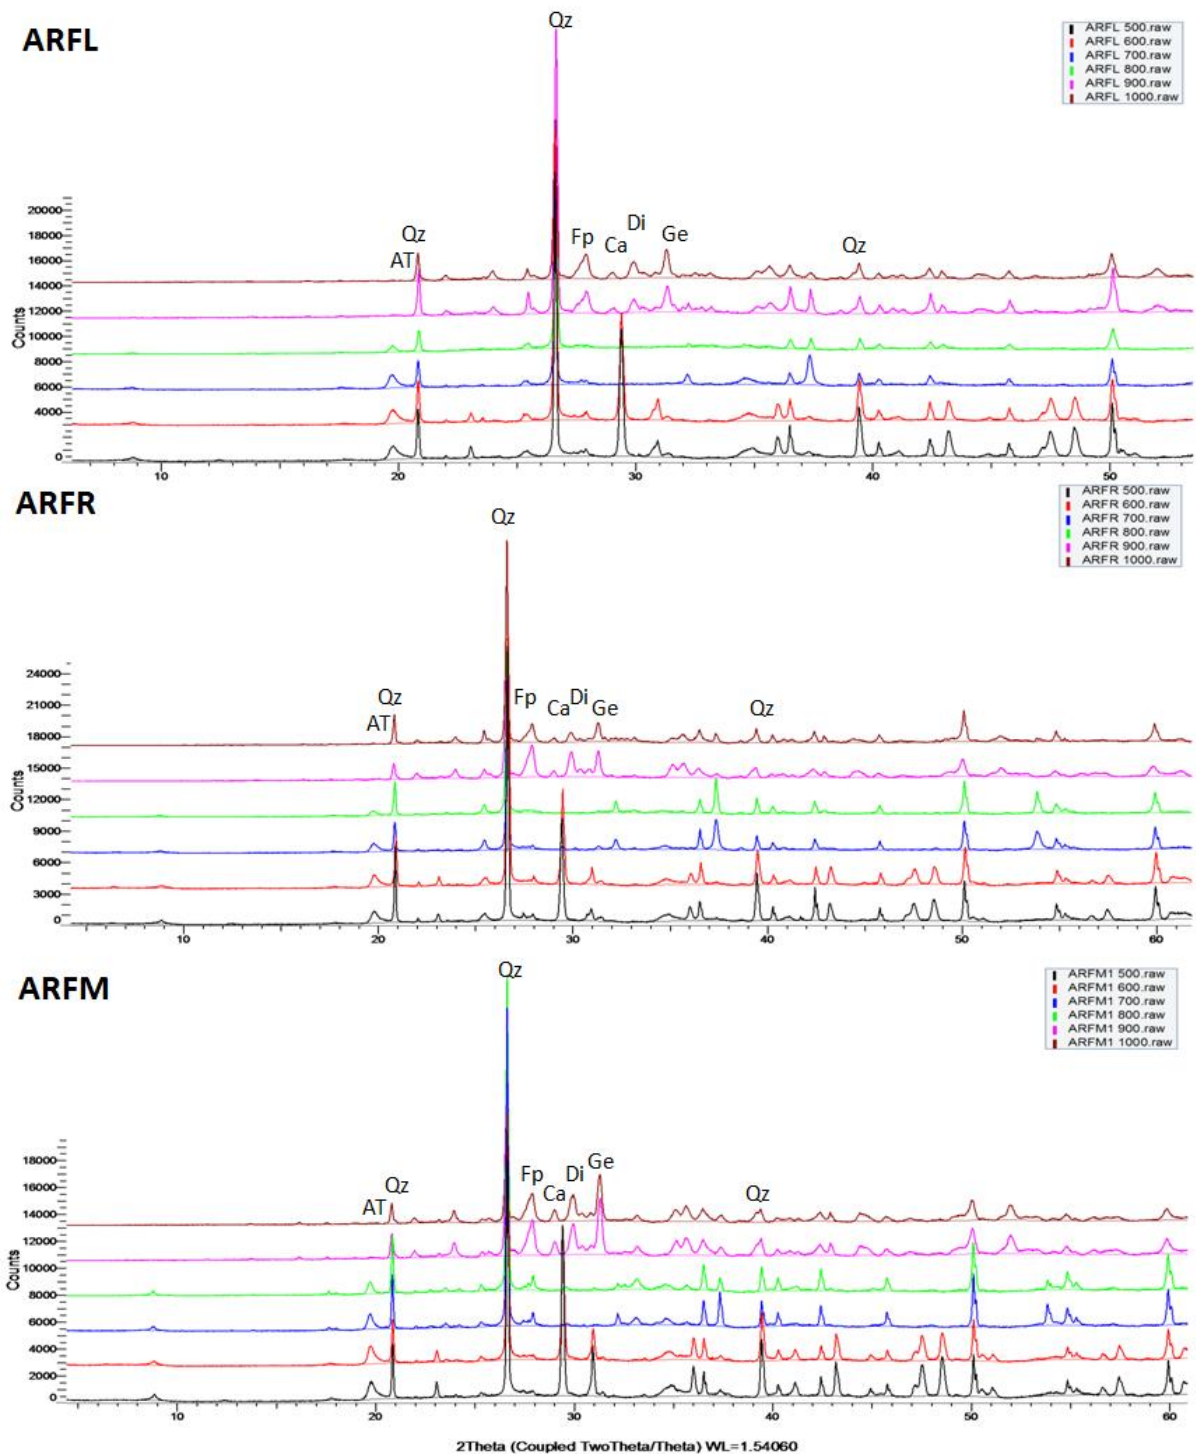 ARFL
Qz
ARFL 500.raw
ARFL 600.raw
ARFL 700.raw
ARFL 800.raw
ARFL 900.raw
ARFL 1000.raw
Qz
AT
Fp
Ca
Di
Ge
Qz
Counts
20000
18000
16000
14000
12000
10000
8000
6000
4000
0
10
20
30
40
50
ARFR
Qz
ARFR 500.raw
ARFR 600.raw
ARFR 700.raw
ARFR 800.raw
ARFR 900.raw
ARFR 1000.raw
Qz
AT
Fp
Ca
Di
Ge
Qz
Counts
24000
21000
18000
15000
12000
9000
6000
3000
0
10
20
30
40
50
60
ARFM
Qz
ARFM1 500.raw
ARFM1 600.raw
ARFM1 700.raw
ARFM1 800.raw
ARFM1 900.raw
ARFM1 1000.raw
AT
Qz
Fp
Ca
Di
Ge
Qz
Counts
18000
16000
14000
12000
10000
8000
6000
4000
2000
0
10
20
30
40
50
60
2Theta (Coupled TwoTheta/Theta) WL=1.54060